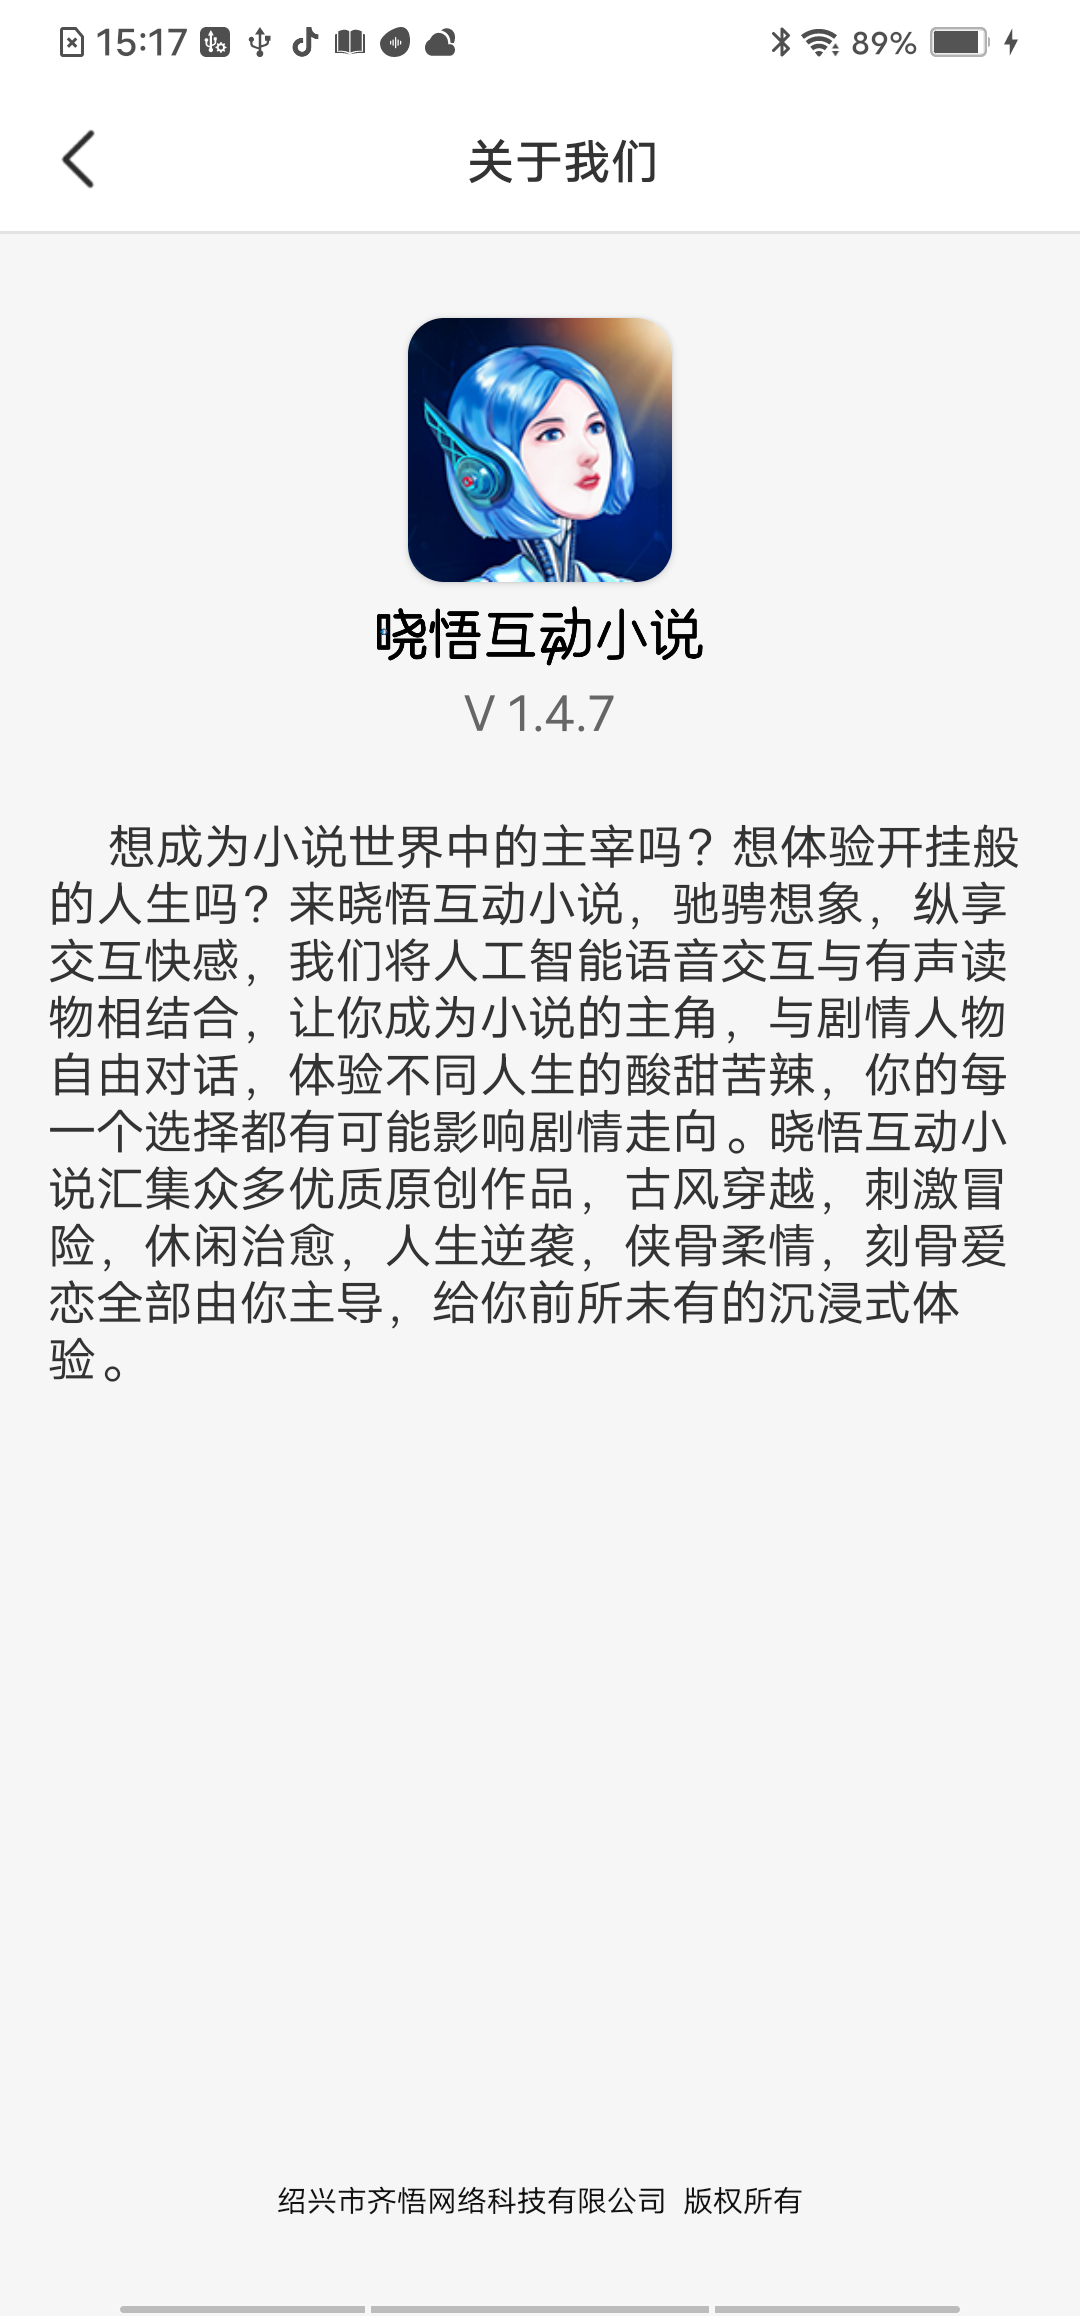 15:17
89%
关于我们
晓悟互动小说
V 1.4.7
想成为小说世界中的主宰吗？想体验开挂般
的人生吗？来晓悟互动小说，驰骋想象，纵享
交互快感，我们将人工智能语音交互与有声读
物相结合，让你成为小说的主角，与剧情人物
自由对话，体验不同人生的酸甜苦辣，你的每
一个选择都有可能影响剧情走向。晓悟互动小
说汇集众多优质原创作品，古风穿越，刺激冒
险，休闲治愈，人生逆袭，侠骨柔情，刻骨爱
恋全部由你主导，给你前所未有的沉浸式体
验。
绍兴市齐悟网络科技有限公司 版权所有